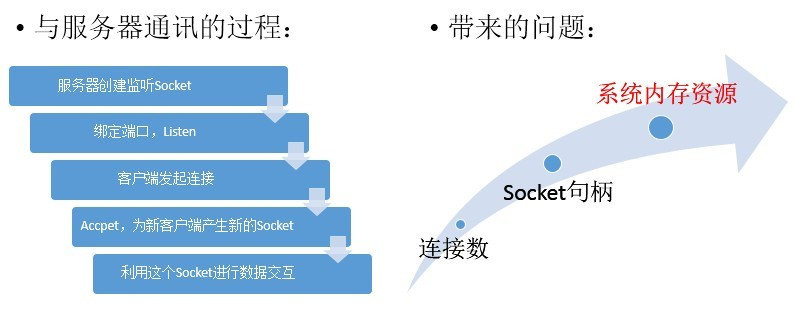 • 与服务器通讯的过程：
服务器创建监听Socket
绑定端口，Listen
客户端发起连接
Accpet，为新客户端产生新的Socket
利用这个Socket进行数据交互
• 带来的问题：
系统内存资源
Socket句柄
连接数